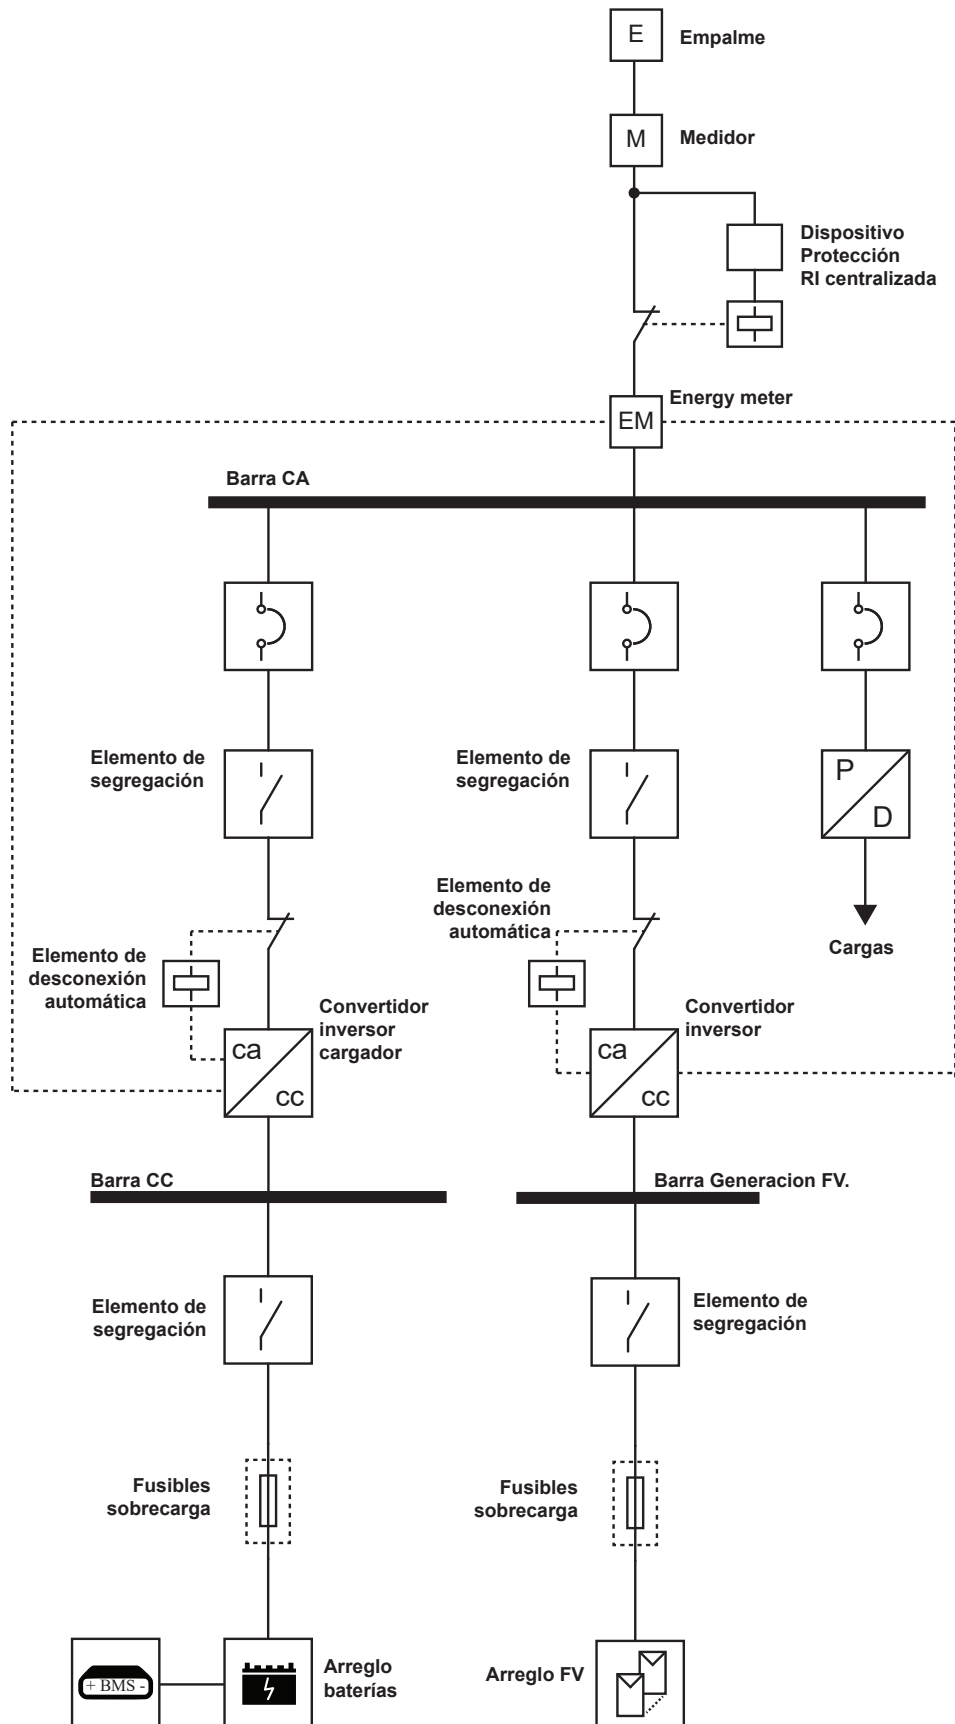 E
Empalme
M
Medidor
Dispositivo
Protección
RI centralizada
Energy meter
EM
Barra CA
Elemento de
segregación
Elemento de
segregación
P
D
Elemento de
desconexión
automática
Cargas
Elemento de
desconexión
automática
Convertidor
inversor
cargador
ca
cc
Convertidor
inversor
ca
cc
Barra CC
Barra Generacion FV.
Elemento de
segregación
Elemento de
segregación
Fusibles
sobrecarga
Fusibles
sobrecarga
+ BMS -
Arreglo
baterías
Arreglo FV